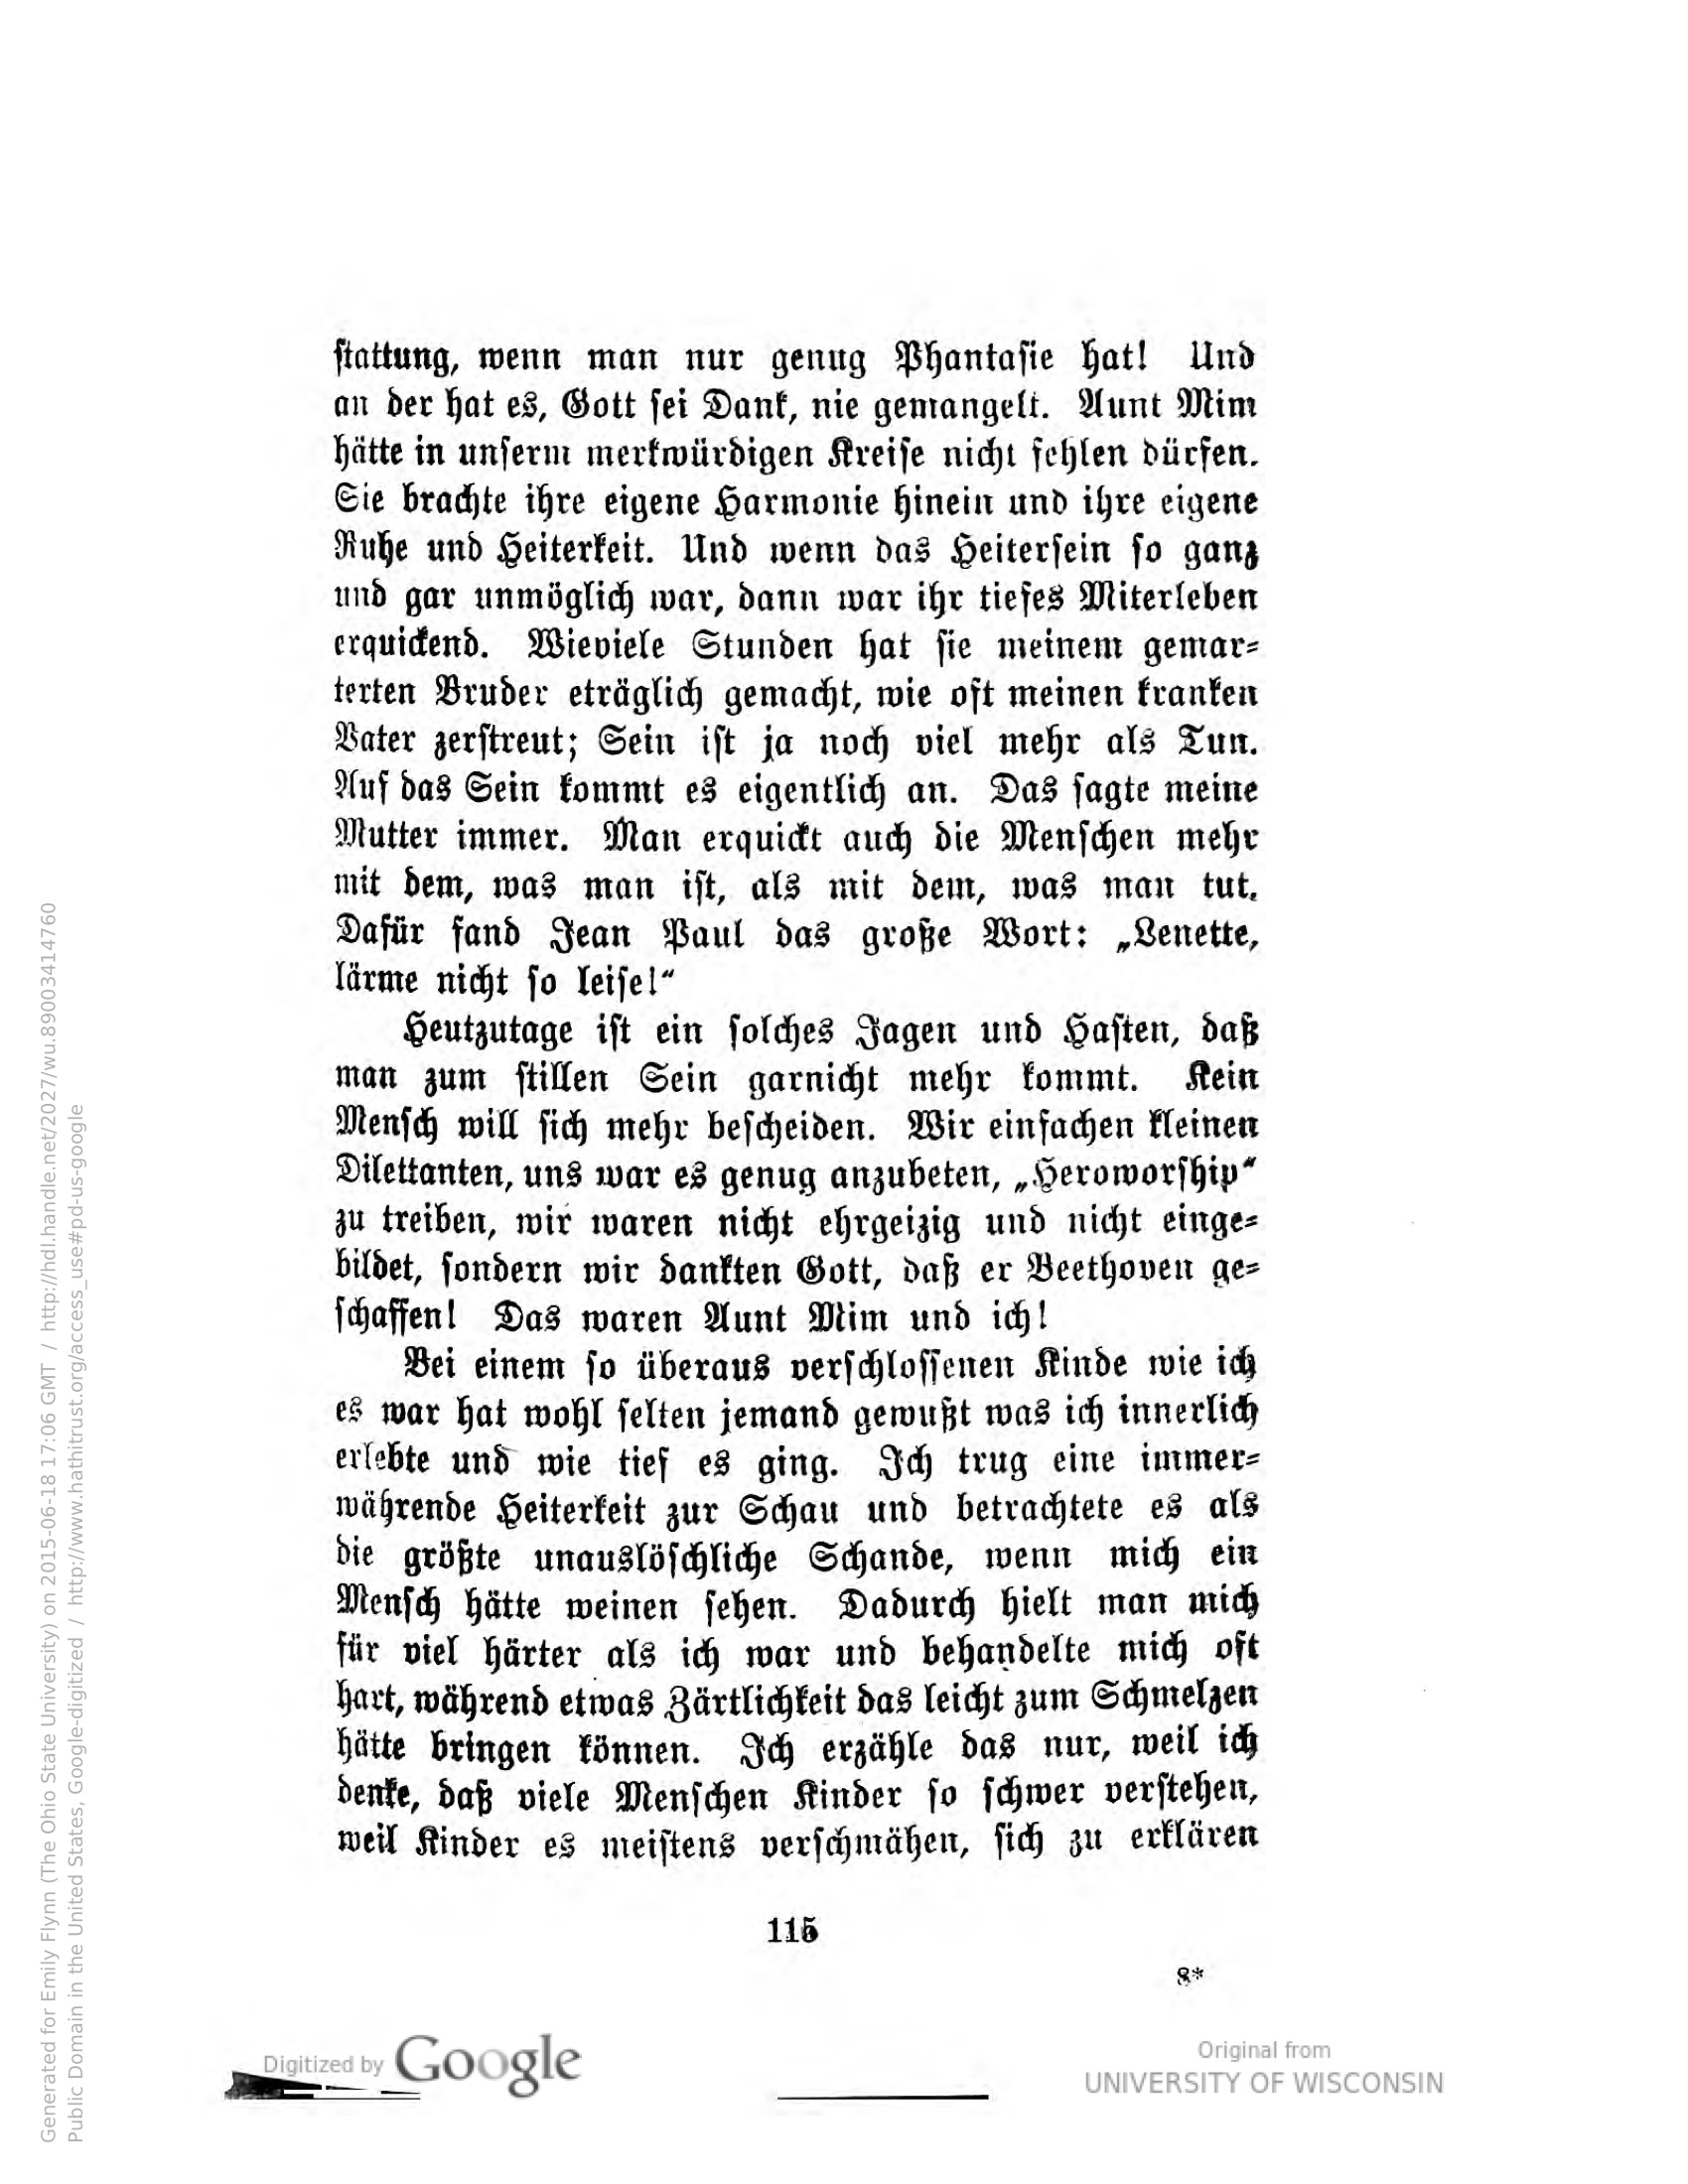 stattung, wenn man nur genug Phantasie hat! Und
an der hat es, Gott sei Dank, nie gemangelt. Aunt Mim
hätte in unserm merkwürdigen Kreise nicht fehlen dürfen.
Sie brachte ihre eigene Harmonie hinein und ihre eigene
Ruhe und Heiterkeit. Und wenn das Heitersein so ganz
und gar unmöglich war, dann war ihr tiefes Miterleben
erquickend. Wieviele Stunden hat sie meinem gemar-
terten Bruder eträglich gemacht, wie oft meinen kranken
Vater zerstreut; Sein ist ja noch viel mehr als Tun.
Auf das Sein kommt es eigentlich an. Das sagte meine
Mutter immer. Man erquickt auch die Menschen mehr
mit dem, was man ist, als mit dem, was man tut.
Dafür fand Jean Paul das große Wort: „Lenette,
lärme nicht so leise!“
Heutzutage ist ein solches Jagen und Hasten, daß
man zum stillen Sein garnicht mehr kommt. Kein
Mensch will sich mehr bescheiden. Wir einfachen kleinen
Dilettanten, uns war es genug anzubeten, „Heroworship“
zu treiben, wir waren nicht ehrgeizig und nicht einge-
bildet, sondern wir dankten Gott, daß er Beethoven ge-
schaffen! Das waren Aunt Mim und ich!
Bei einem so überaus verschlossenen Kinde wie ich
es war hat wohl selten jemand gewußt was ich innerlich
erlebte und wie tief es ging. Ich trug eine immer-
währende Heiterkeit zur Schau und betrachtete es als
die größte unauslöschliche Schande, wenn mich ein
Mensch hätte weinen sehen. Dadurch hielt man mich
für viel härter als ich war und behandelte mich oft
hart, während etwas Zärtlichkeit das leicht zum Schmelzen
hätte bringen können. Ich erzähle das nur, weil ich
denke, daß viele Menschen Kinder so schwer verstehen,
weil Kinder es meistens verschmähen, sich zu erklären
115
8*
Digitized by Google
Original from
UNIVERSITY OF WISCONSIN
Generated for Emily Flynn (The Ohio State University) on 2015-06-18 17:06 GMT / http://hdl.handle.net/2027/wu.89003414760
Public Domain in the United States, Google-digitized / http://www.hathitrust.org/access_use#pd-us-google